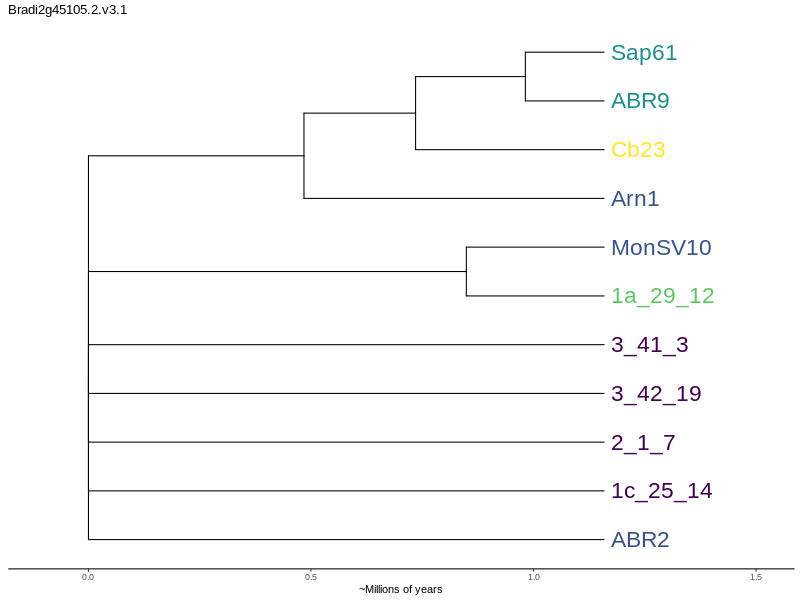 Bradi2g45105.2.v3.1
Sap61
ABR9
Cb23
Arn1
MonSV10
1a_29_12
3_41_3
3_42_19
2_1_7
1c_25_14
ABR2
0.0 0.5 1.0 1.5
~Millions of years